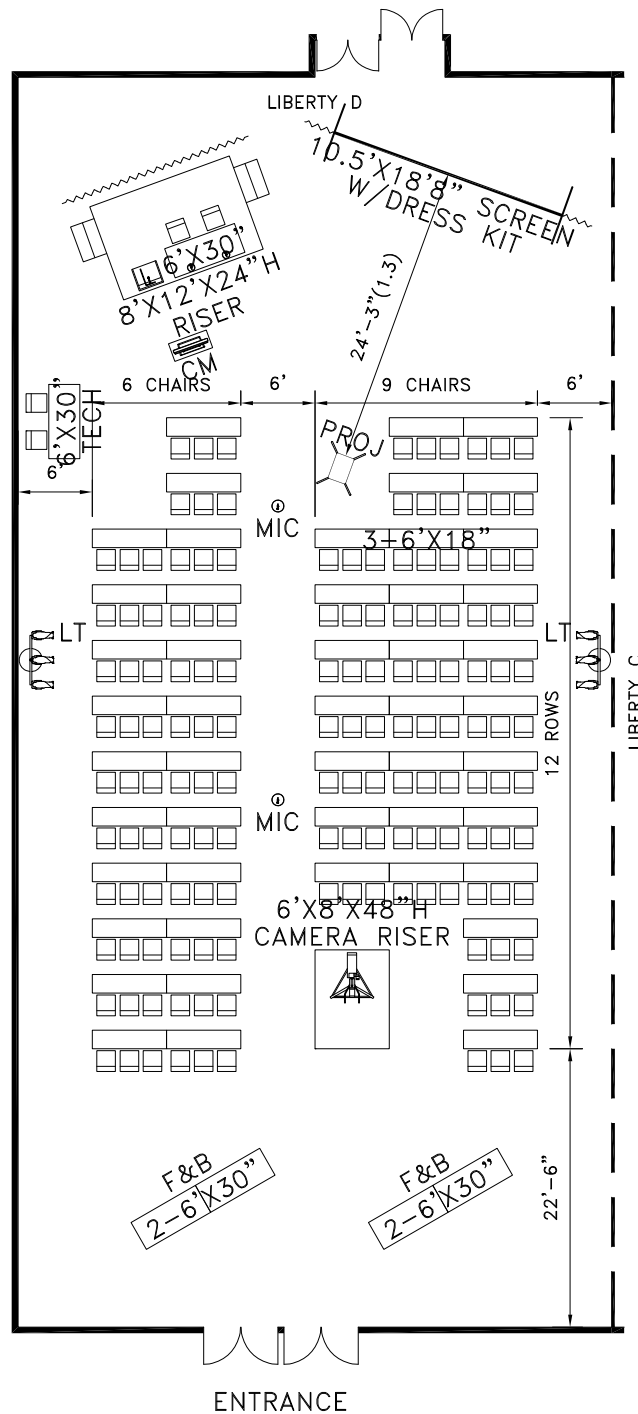 LIBERTY D
10.5'X18'8" SCREEN
W/DRESS KIT
6'X30"
8'X12'X24"H
RISER
CM
24'-3"(1.3)
6 CHAIRS
6'
9 CHAIRS
6'
6'X30"
TECH
6'
PROJ
MIC
3-6'X18"
LT
LT
LIBERTY C
12 ROWS
MIC
6'X8'X48"H
CAMERA RISER
F&B
2-6'X30"
F&B
2-6'X30"
22'-6"
ENTRANCE